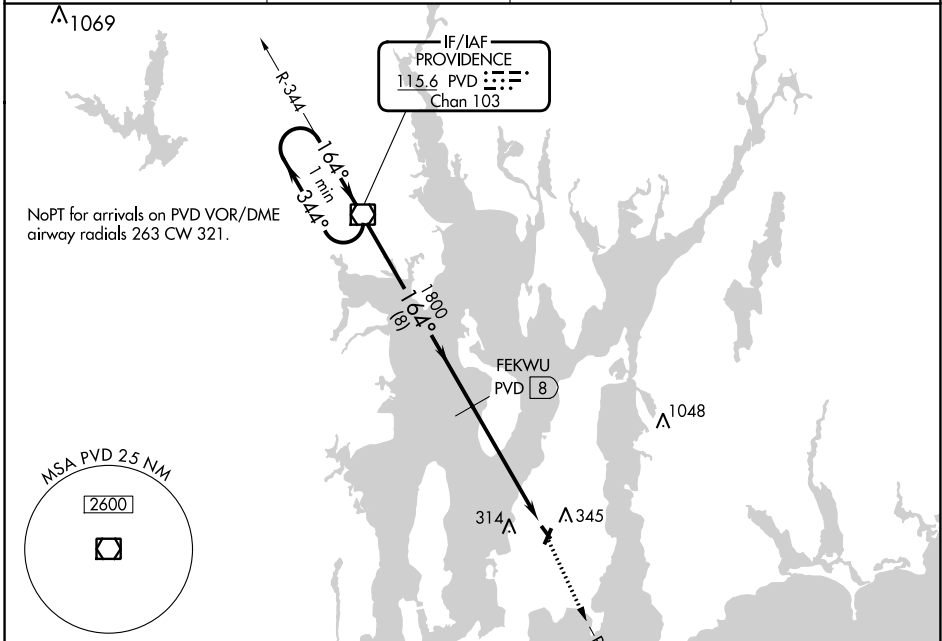 1069
IF/IAF
PROVIDENCE
115.6 PVD
Chan 103
R-344
164°
1 min
344°
NoPT for arrivals on PVD VOR/DME
airway radials 263 CW 321.
1800
164°
(8)
FEKWU
PVD 8
1048
MSA PVD 25 NM
2600
314
345